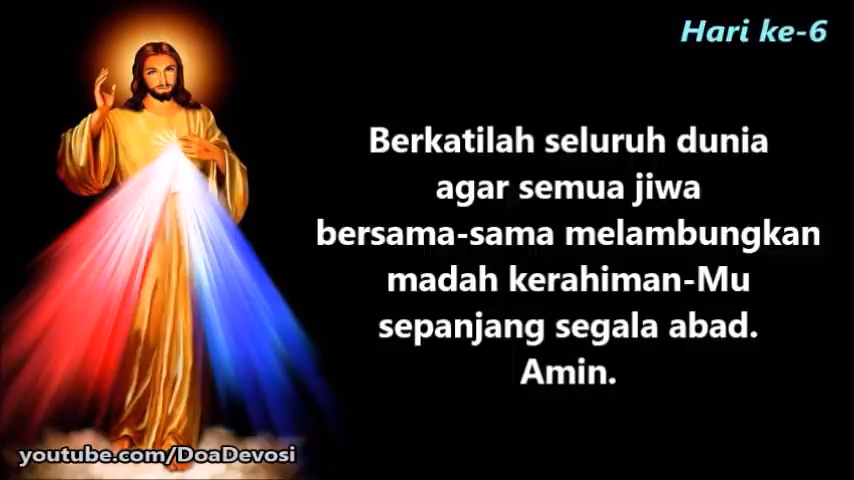 Hari ke-6
Berkatilah seluruh dunia
agar semua jiwa
bersama-sama melambungkan
madah kerahiman-Mu
sepanjang segala abad.
Amin.
youtube.com/DoaDevosi